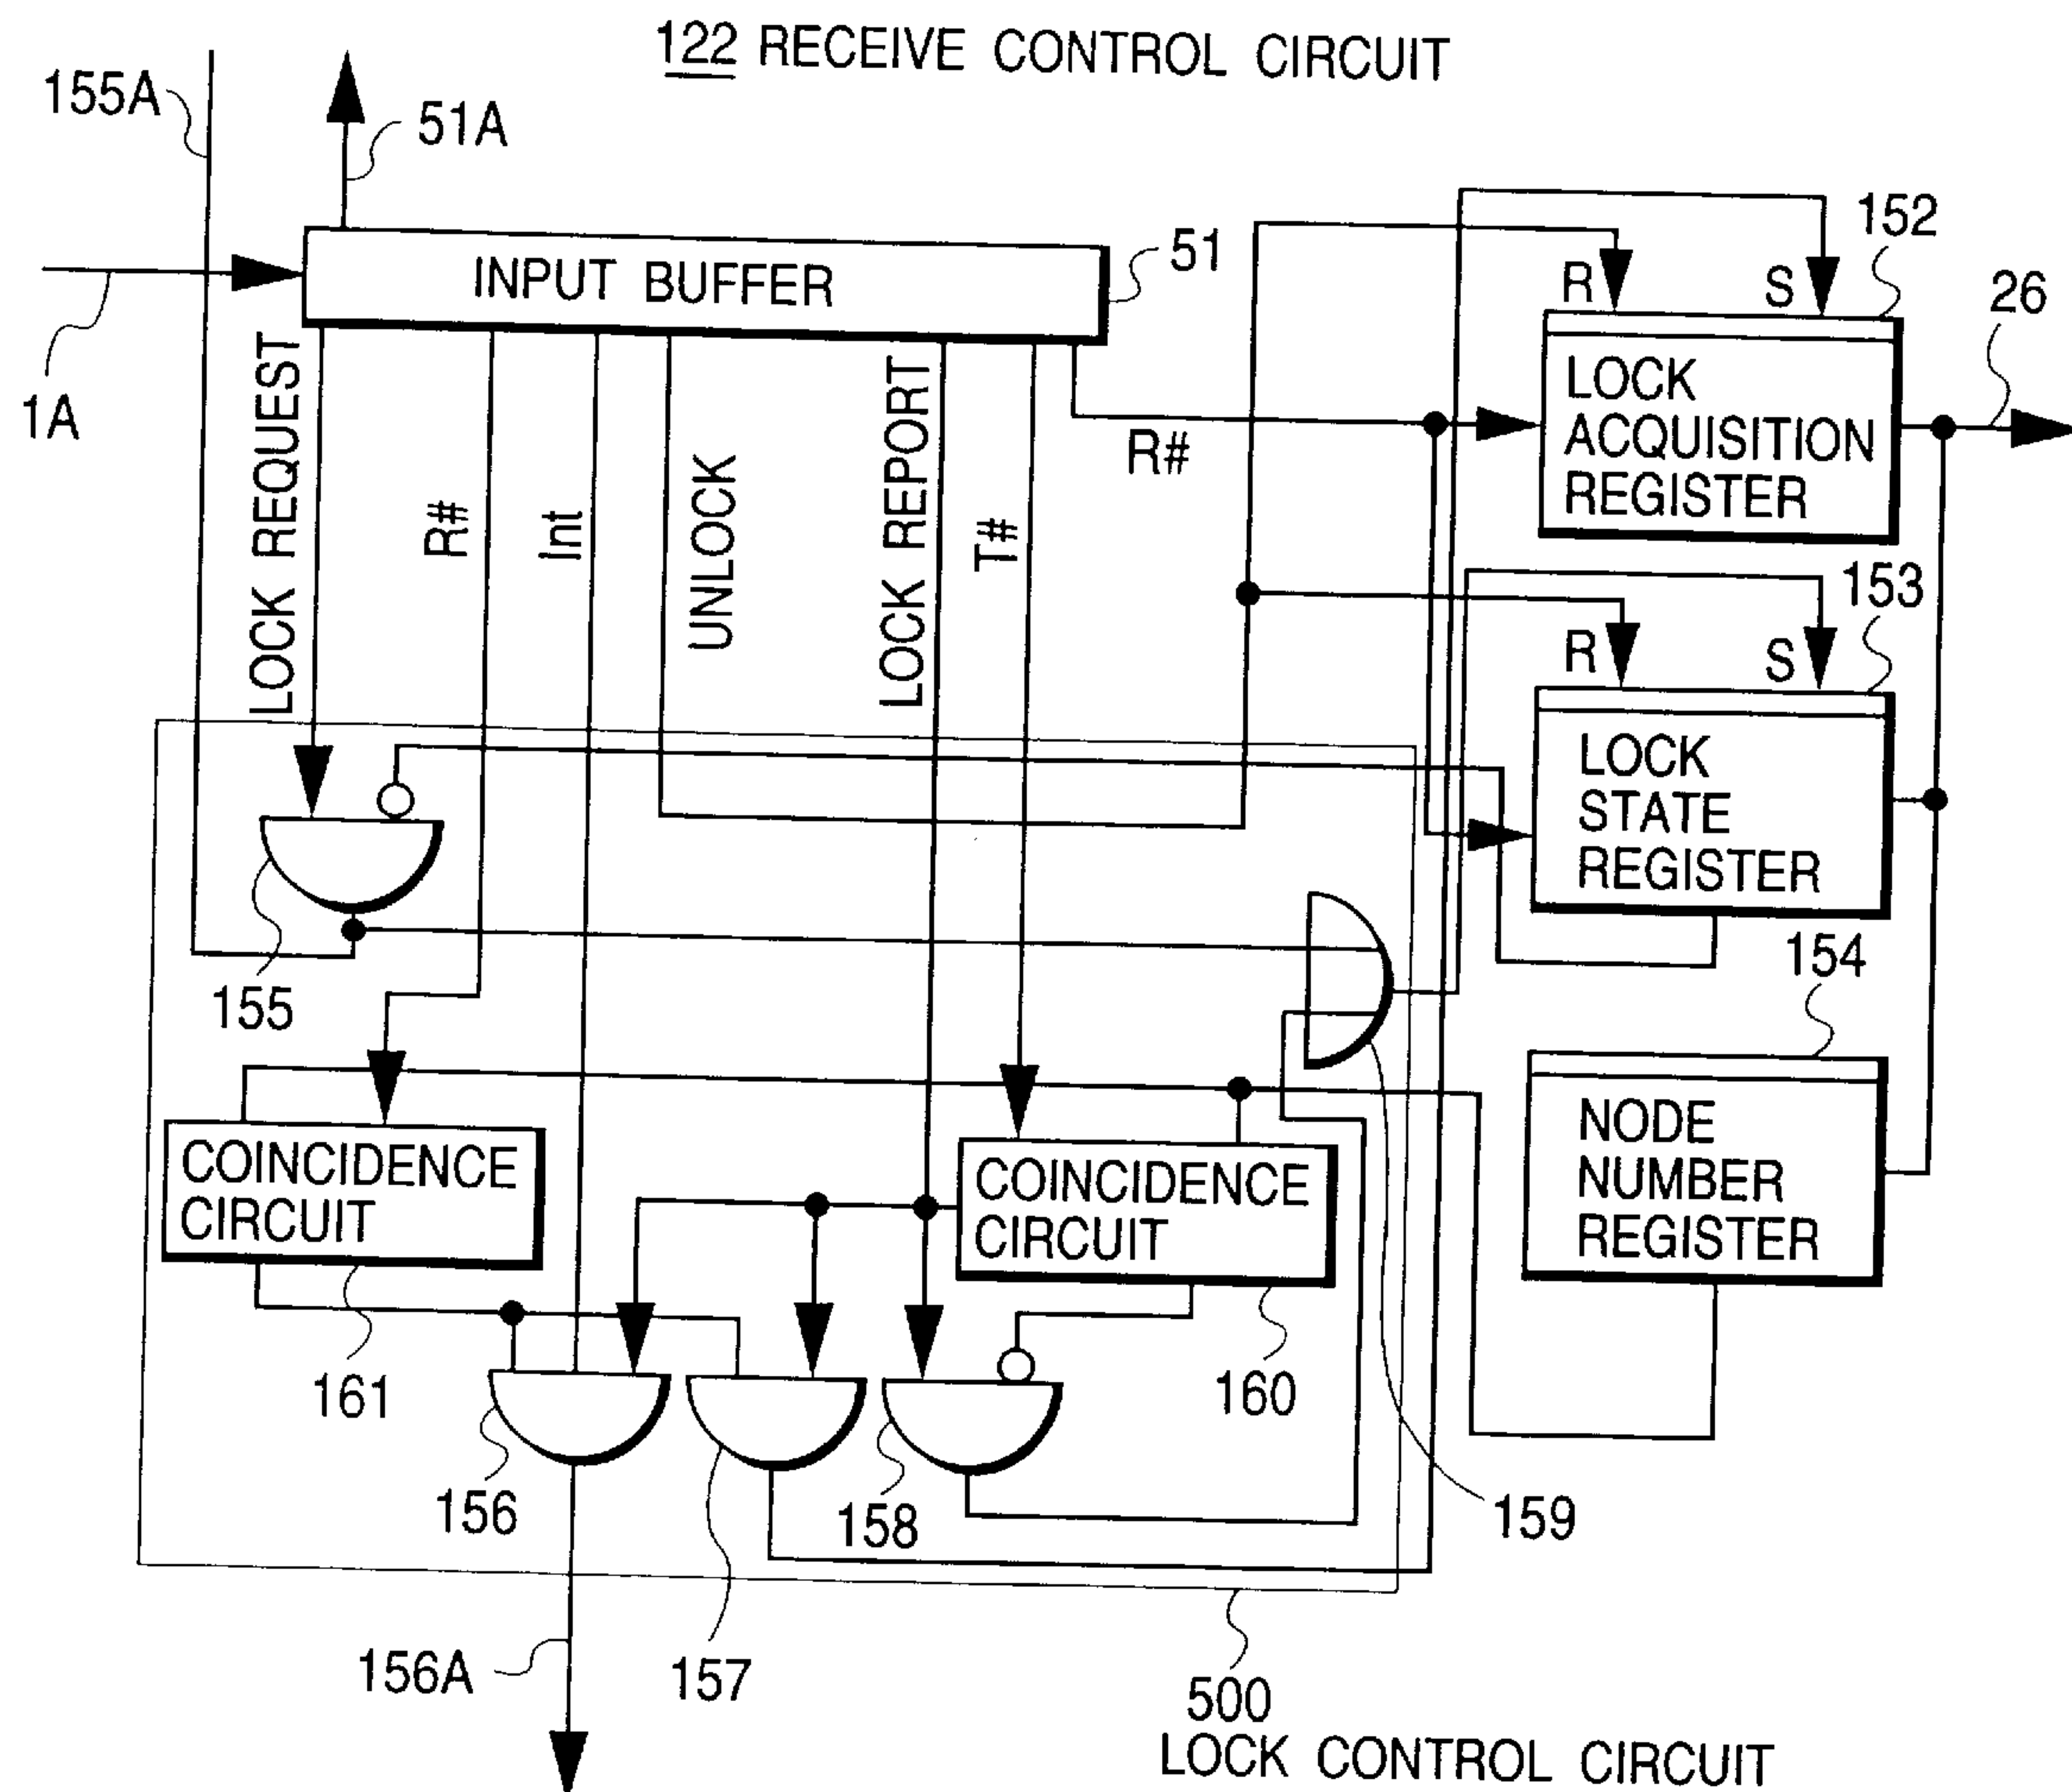 122 RECEIVE CONTROL CIRCUIT
155A
51A
152
51
INPUT BUFFER
R
S
26
1A
LOCK REQUEST
R#
Int
UNLOCK
LOCK REPORT
T#
R#
LOCK
ACQUISITION
REGISTER
153
R
S
LOCK
STATE
REGISTER
154
155
NODE
NUMBER
REGISTER
COINCIDENCE
CIRCUIT
COINCIDENCE
CIRCUIT
161
160
156
158
159
156A
157
500
LOCK CONTROL CIRCUIT